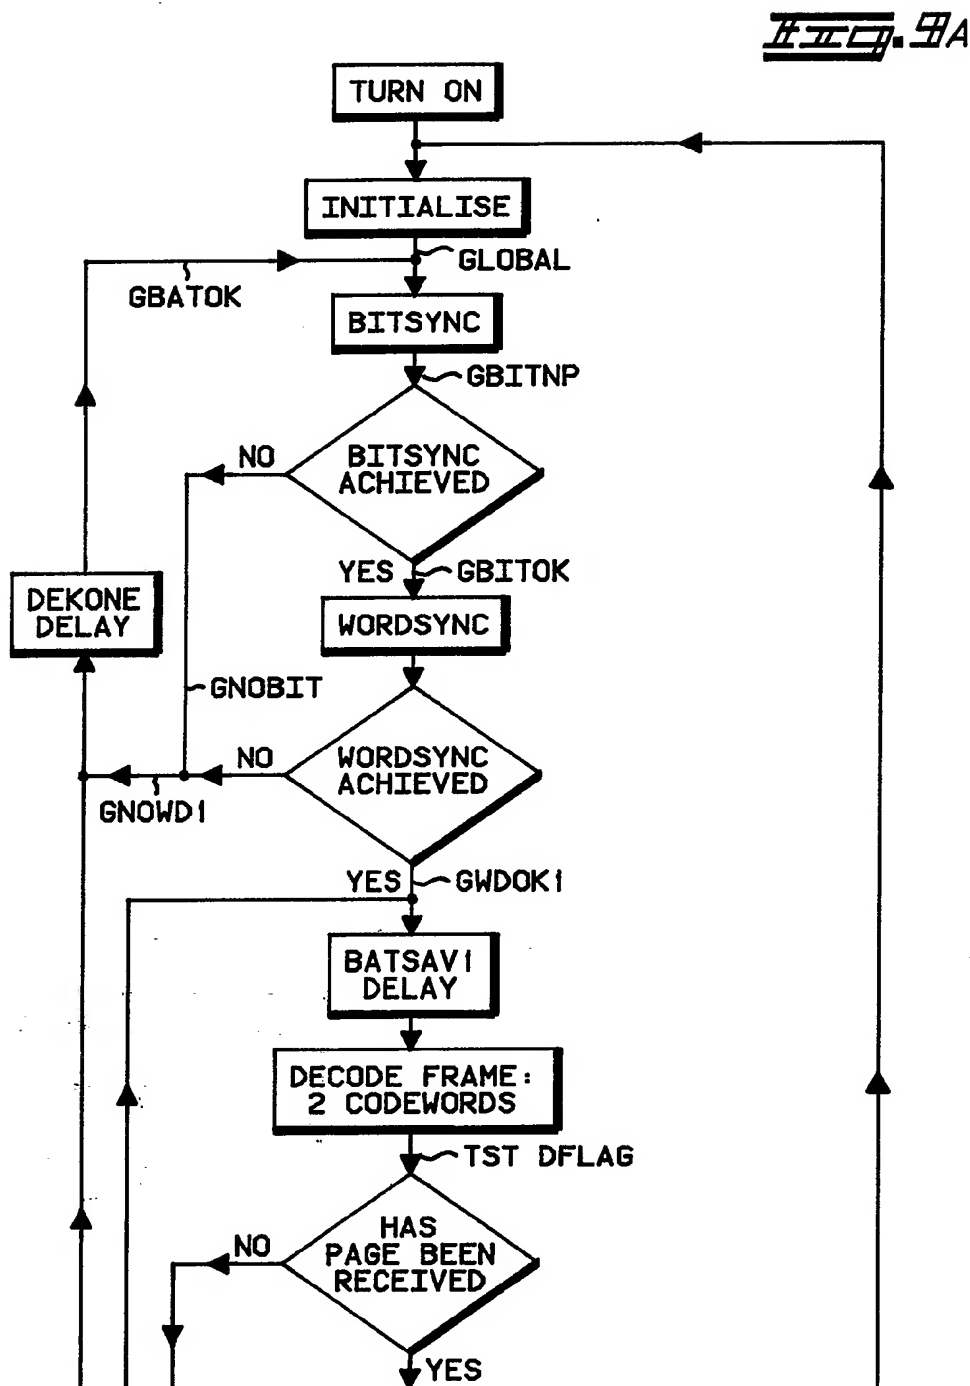 Fig. 9A
TURN ON
INITIALISE
GLOBAL
GBATOK
BITSYNC
GBITNP
NO
BITSYNC
ACHIEVED
YES
GBITOK
DEKONE
DELAY
WORDSYNC
GNOBIT
NO
WORDSYNC
ACHIEVED
GNOWD1
YES
GWDOK1
BATSAV1
DELAY
DECODE FRAME:
2 CODEWORDS
TST DFLAG
NO
HAS
PAGE BEEN
RECEIVED
YES